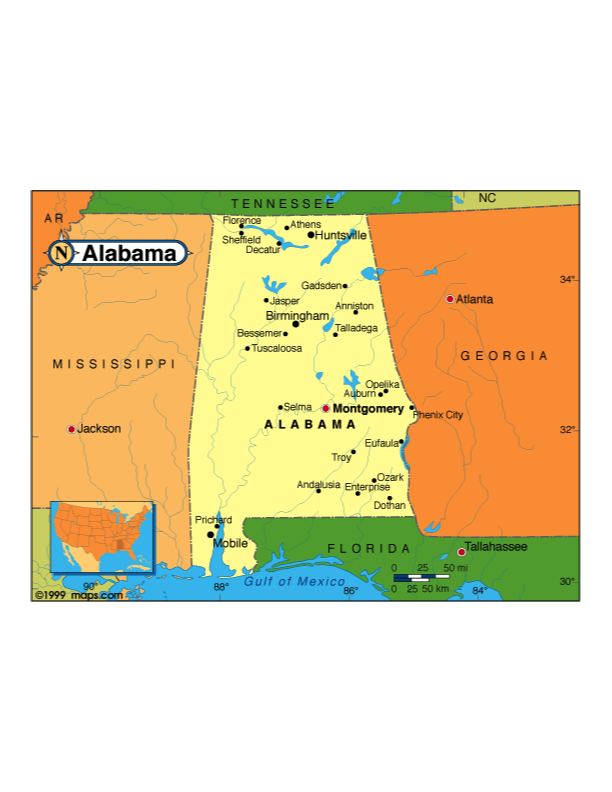 TENNESSEE
NC
AR
Florence
Athens
Sheffield
Huntsville
Decatur
N
Alabama
Gadsden
34°
Jasper
Anniston
Atlanta
Birmingham
Bessemer
Talladega
Tuscaloosa
MISSISSIPPI
GEORGIA
Opelika
Auburn
Selma
Montgomery
Phenix City
ALABAMA
Jackson
32°
Eufaula
Troy
Andalusia
Ozark
Enterprise
Dothan
Prichard
Mobile
FLORIDA
Tallahassee
0 25 50 mi
0 25 50 km
Gulf of Mexico
90°
88°
86°
84°
30°
©1999 maps.com